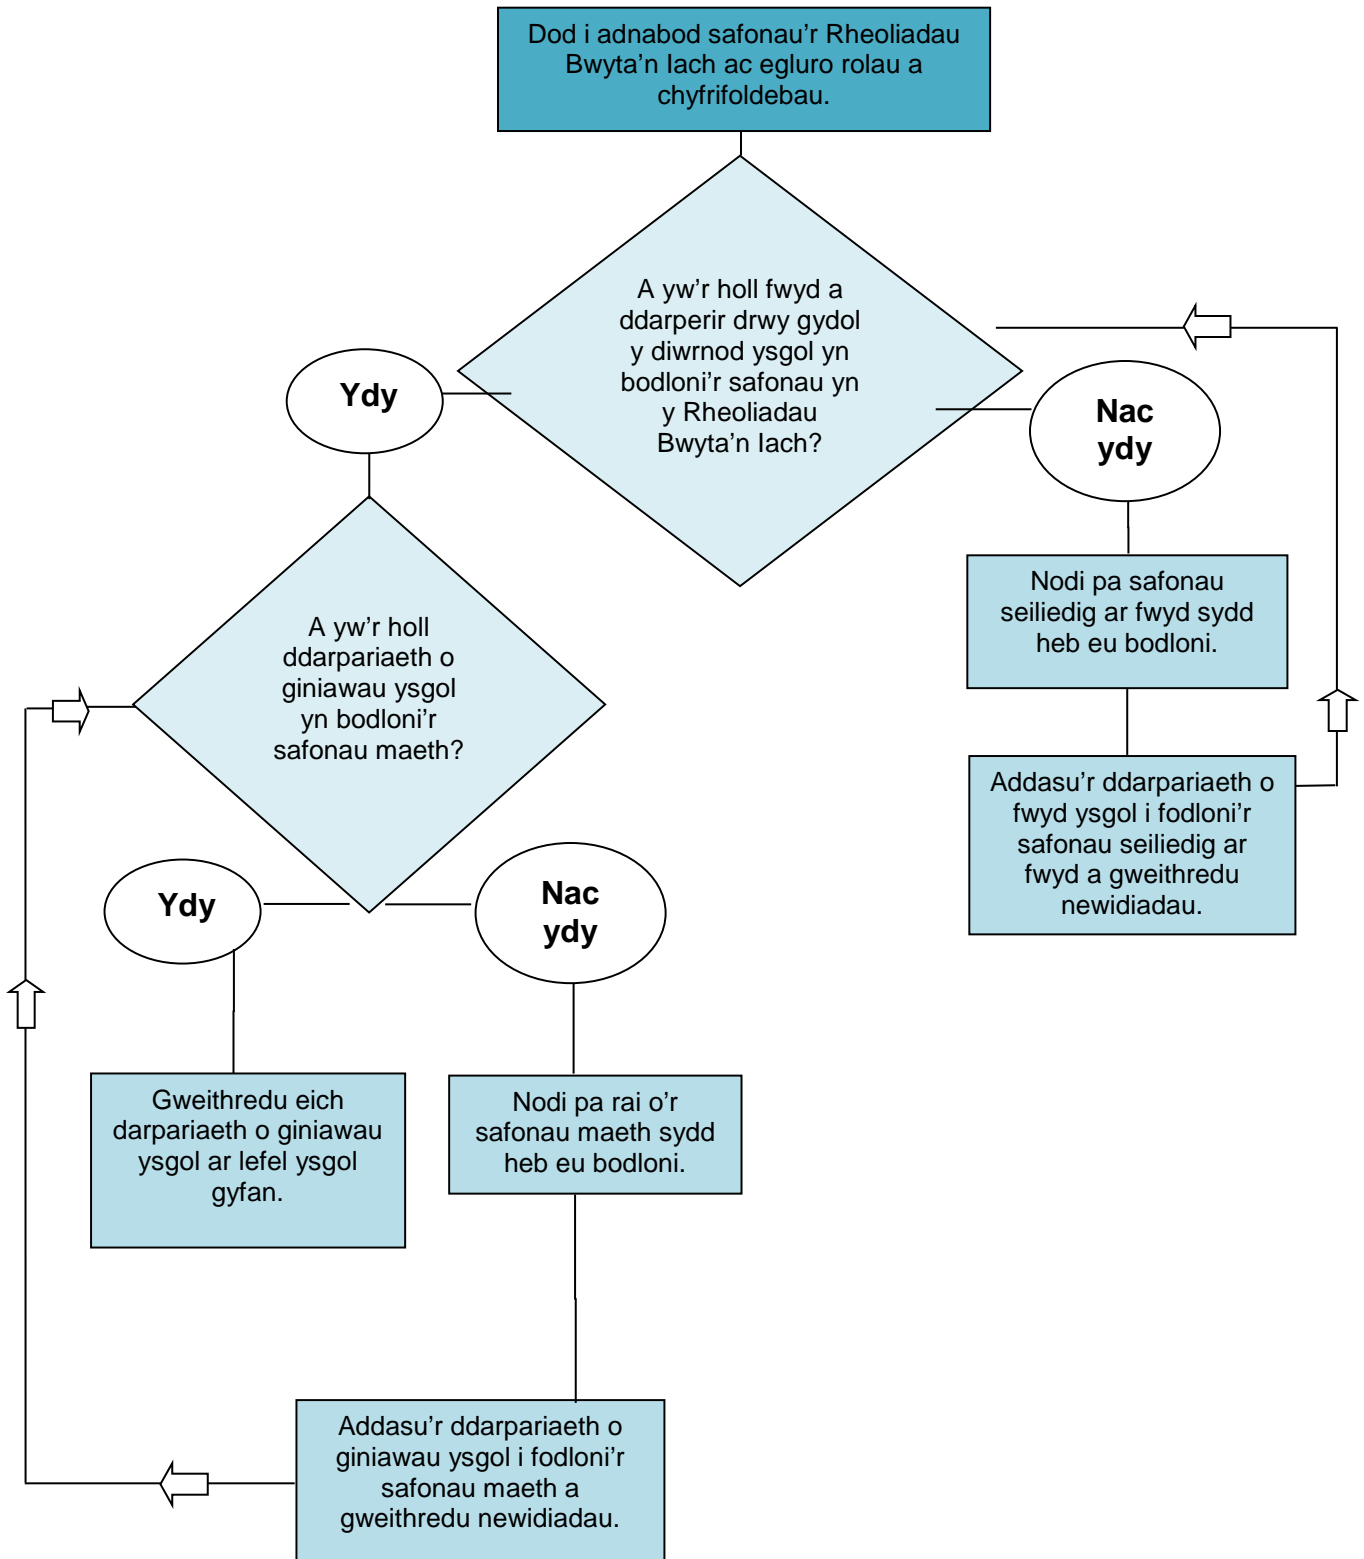 Dod i adnabod safonau'r Rheoliadau
Bwyta'n Iach ac egluro rolau a
chyfrifoldebau.
A yw'r holl fwyd a
ddarperir drwy gydol
y diwrnod ysgol yn
bodloni'r safonau yn
y Rheoliadau
Bwyta'n Iach?
Ydy
Nac
ydy
Nodi pa safonau
seiliedig ar fwyd sydd
heb eu bodloni.
Addasu'r ddarpariaeth o
fwyd ysgol i fodloni'r
safonau seiliedig ar
fwyd a gweithredu
newidiadau.
A yw'r holl
ddarpariaeth o
giniawau ysgol
yn bodloni'r
safonau maeth?
Ydy
Nac
ydy
Gweithredu eich
darpariaeth o giniawau
ysgol ar lefel ysgol
gyfan.
Nodi pa rai o'r
safonau maeth sydd
heb eu bodloni.
Addasu'r ddarpariaeth o
giniawau ysgol i fodloni'r
safonau maeth a
gweithredu newidiadau.